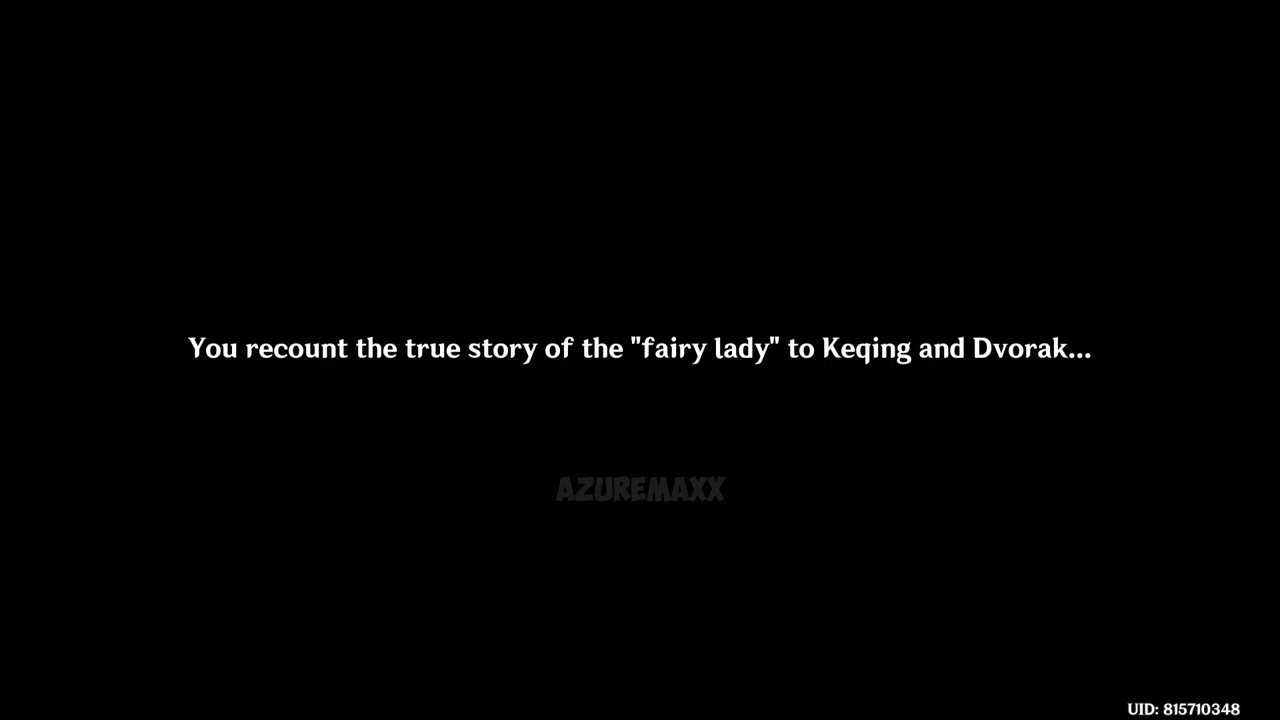 You recount the true story of the "fairy lady" to Keqing and Dvorak...
AZUREMAXX
UID: 815710348